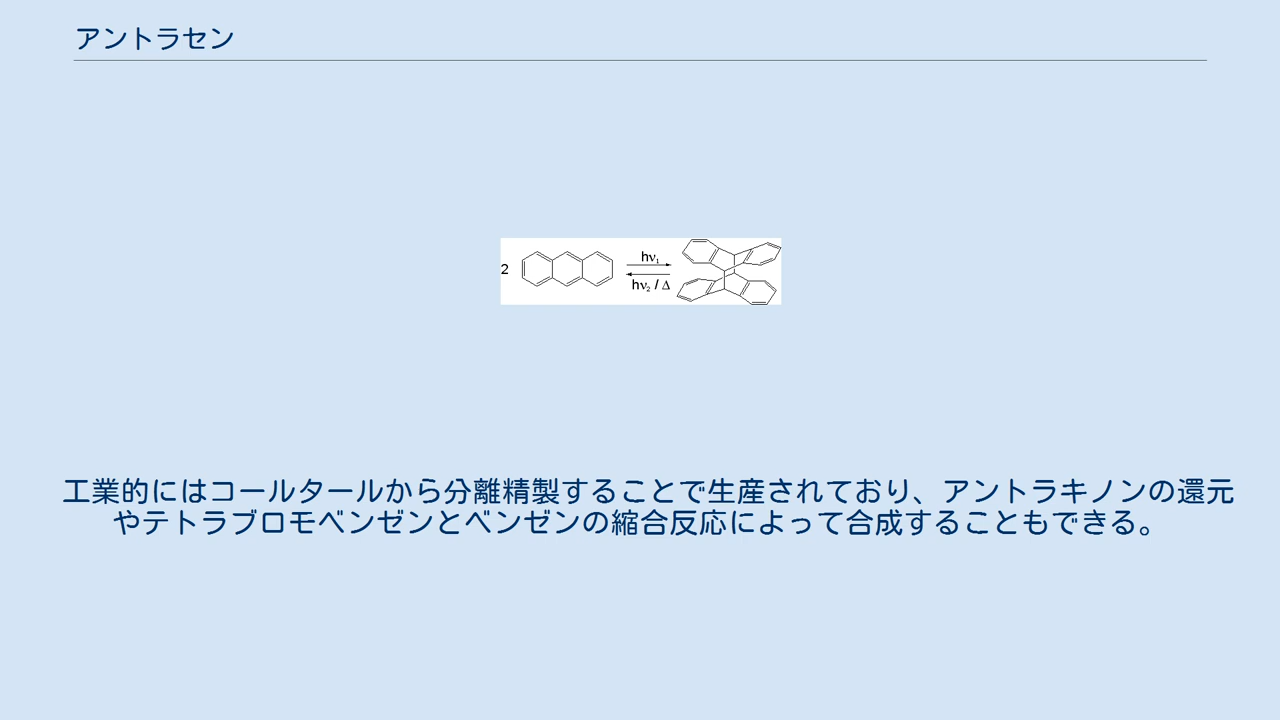 アントラセン
2
hν₁
hν₂ / Δ
工業的にはコールタールから分離精製することで生産されており、アントラキノンの還元
やテトラブロモベンゼンとベンゼンの縮合反応によって合成することもできる。